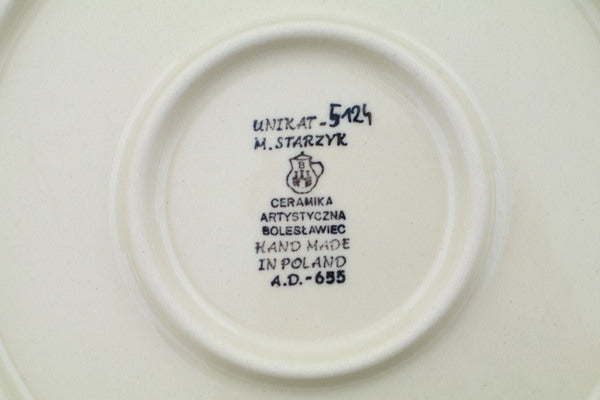 UNIKAT-5124
M. STARZYK
B
CERAMIKA
ARTYSTYCZNA
BOLESŁAWIEC
HAND MADE
IN POLAND
A.D.-655